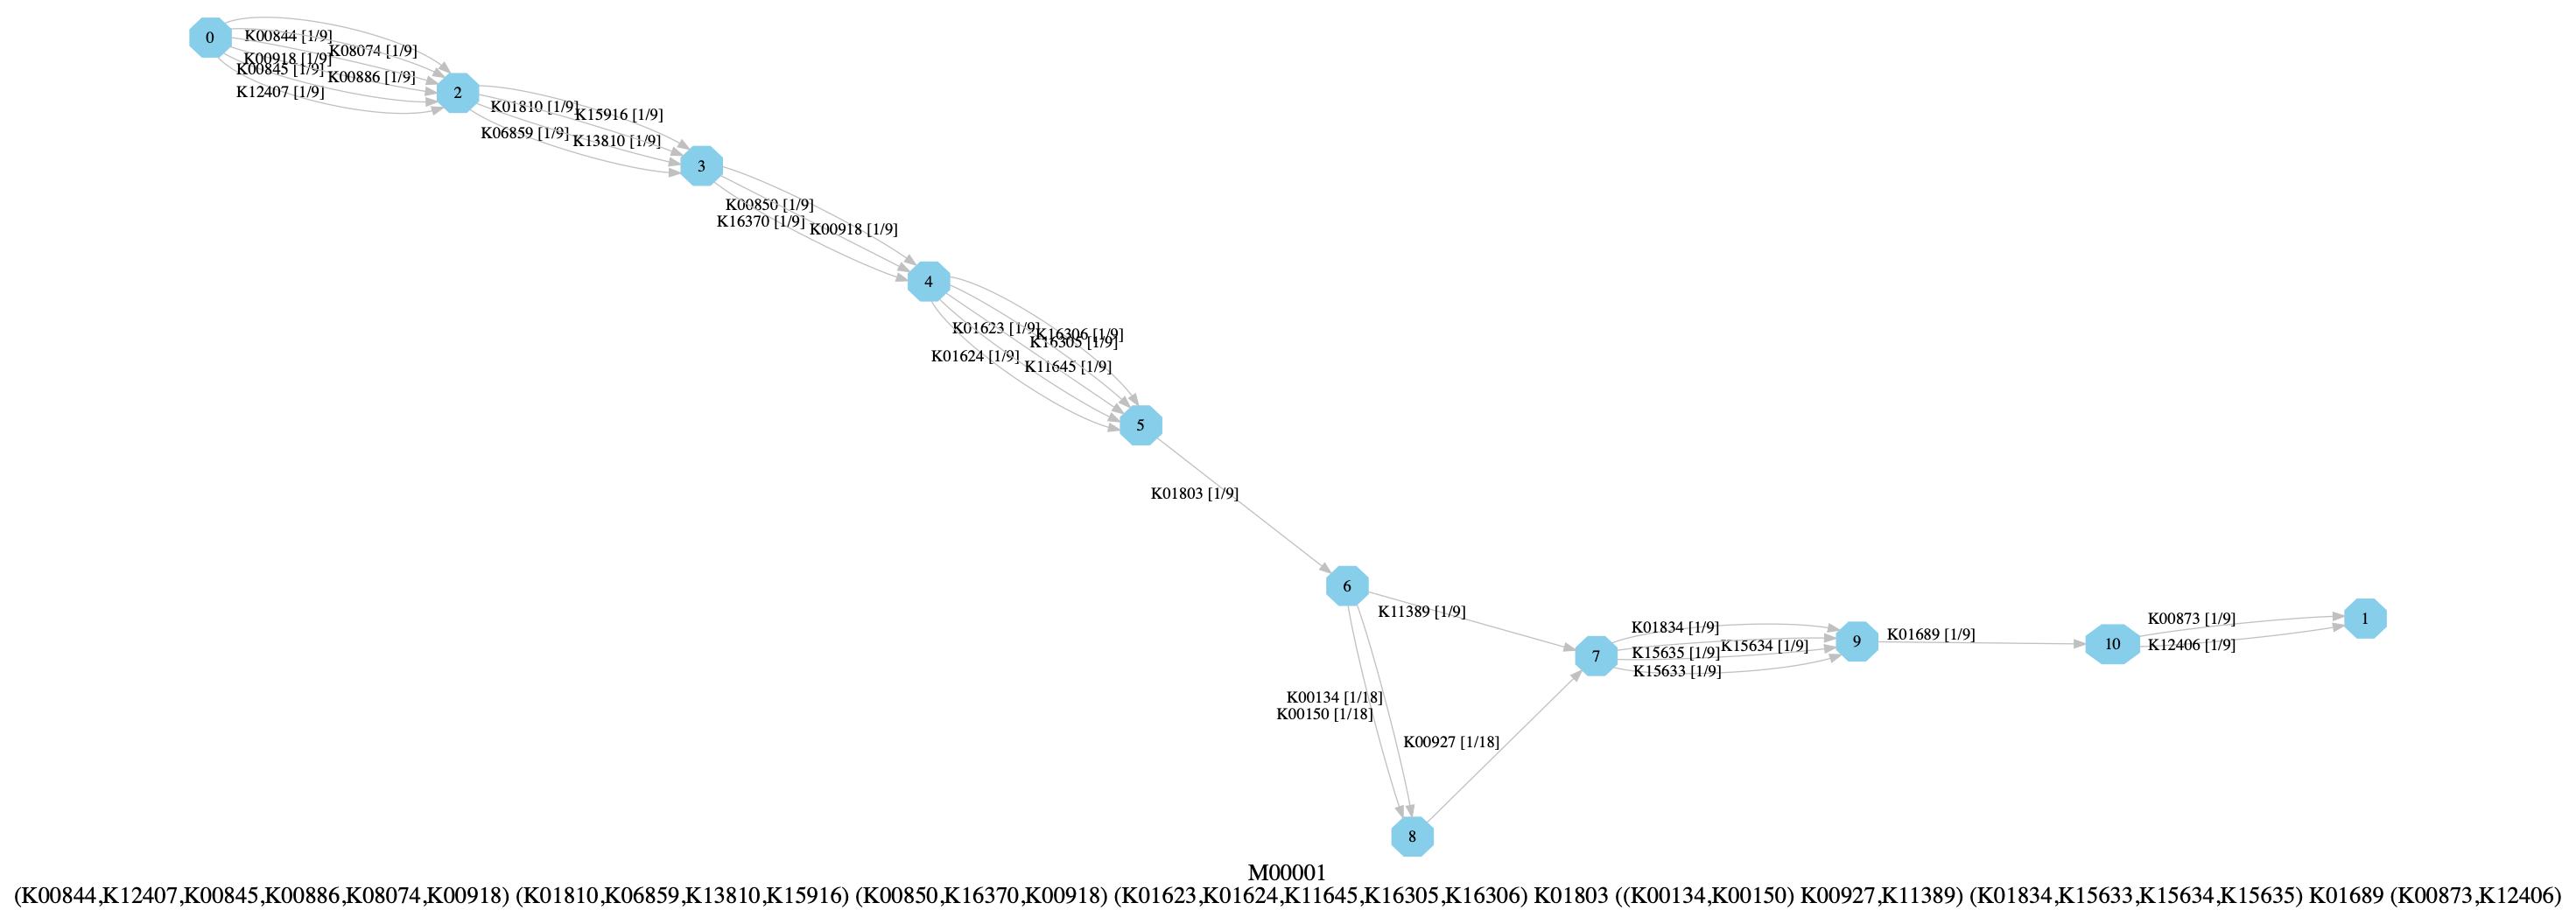 0
K00844 [1/9]
K08074 [1/9]
K00918 [1/9]
K00845 [1/9]
K00886 [1/9]
K12407 [1/9]
2
K01810 [1/9]
K15916 [1/9]
K06859 [1/9]
K13810 [1/9]
3
K00850 [1/9]
K16370 [1/9]
K00918 [1/9]
4
K01623 [1/9]
K16306 [1/9]
K16305 [1/9]
K01624 [1/9]
K11645 [1/9]
5
K01803 [1/9]
6
K11389 [1/9]
K00134 [1/18]
K00150 [1/18]
K00927 [1/18]
8
7
K01834 [1/9]
K15634 [1/9]
K15635 [1/9]
K15633 [1/9]
9
K01689 [1/9]
10
K00873 [1/9]
K12406 [1/9]
1
M00001
(K00844,K12407,K00845,K00886,K08074,K00918) (K01810,K06859,K13810,K15916) (K00850,K16370,K00918) (K01623,K01624,K11645,K16305,K16306) K01803 ((K00134,K00150) K00927,K11389) (K01834,K15633,K15634,K15635) K01689 (K00873,K12406)